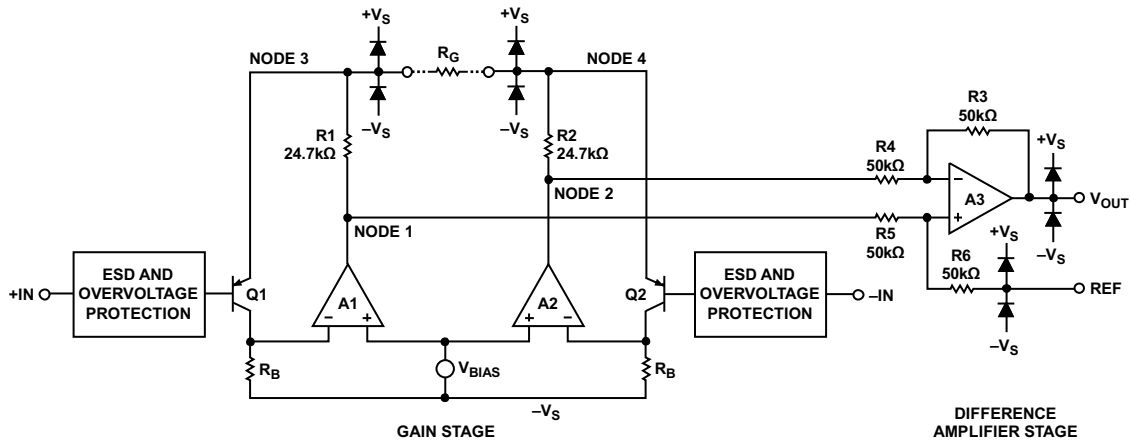 +VS
+VS
NODE 3
RG
NODE 4
−VS
−VS
R1
24.7kΩ
R2
24.7kΩ
R3
50kΩ
R4
50kΩ
+VS
−
A3
+
VOUT
NODE 2
NODE 1
R5
50kΩ
−VS
+VS
R6
50kΩ
REF
−VS
+IN
ESD AND
OVERVOLTAGE
PROTECTION
Q1
A1
−
+
A2
+
−
Q2
ESD AND
OVERVOLTAGE
PROTECTION
−IN
RB
VBIAS
RB
−VS
GAIN STAGE
DIFFERENCE
AMPLIFIER STAGE